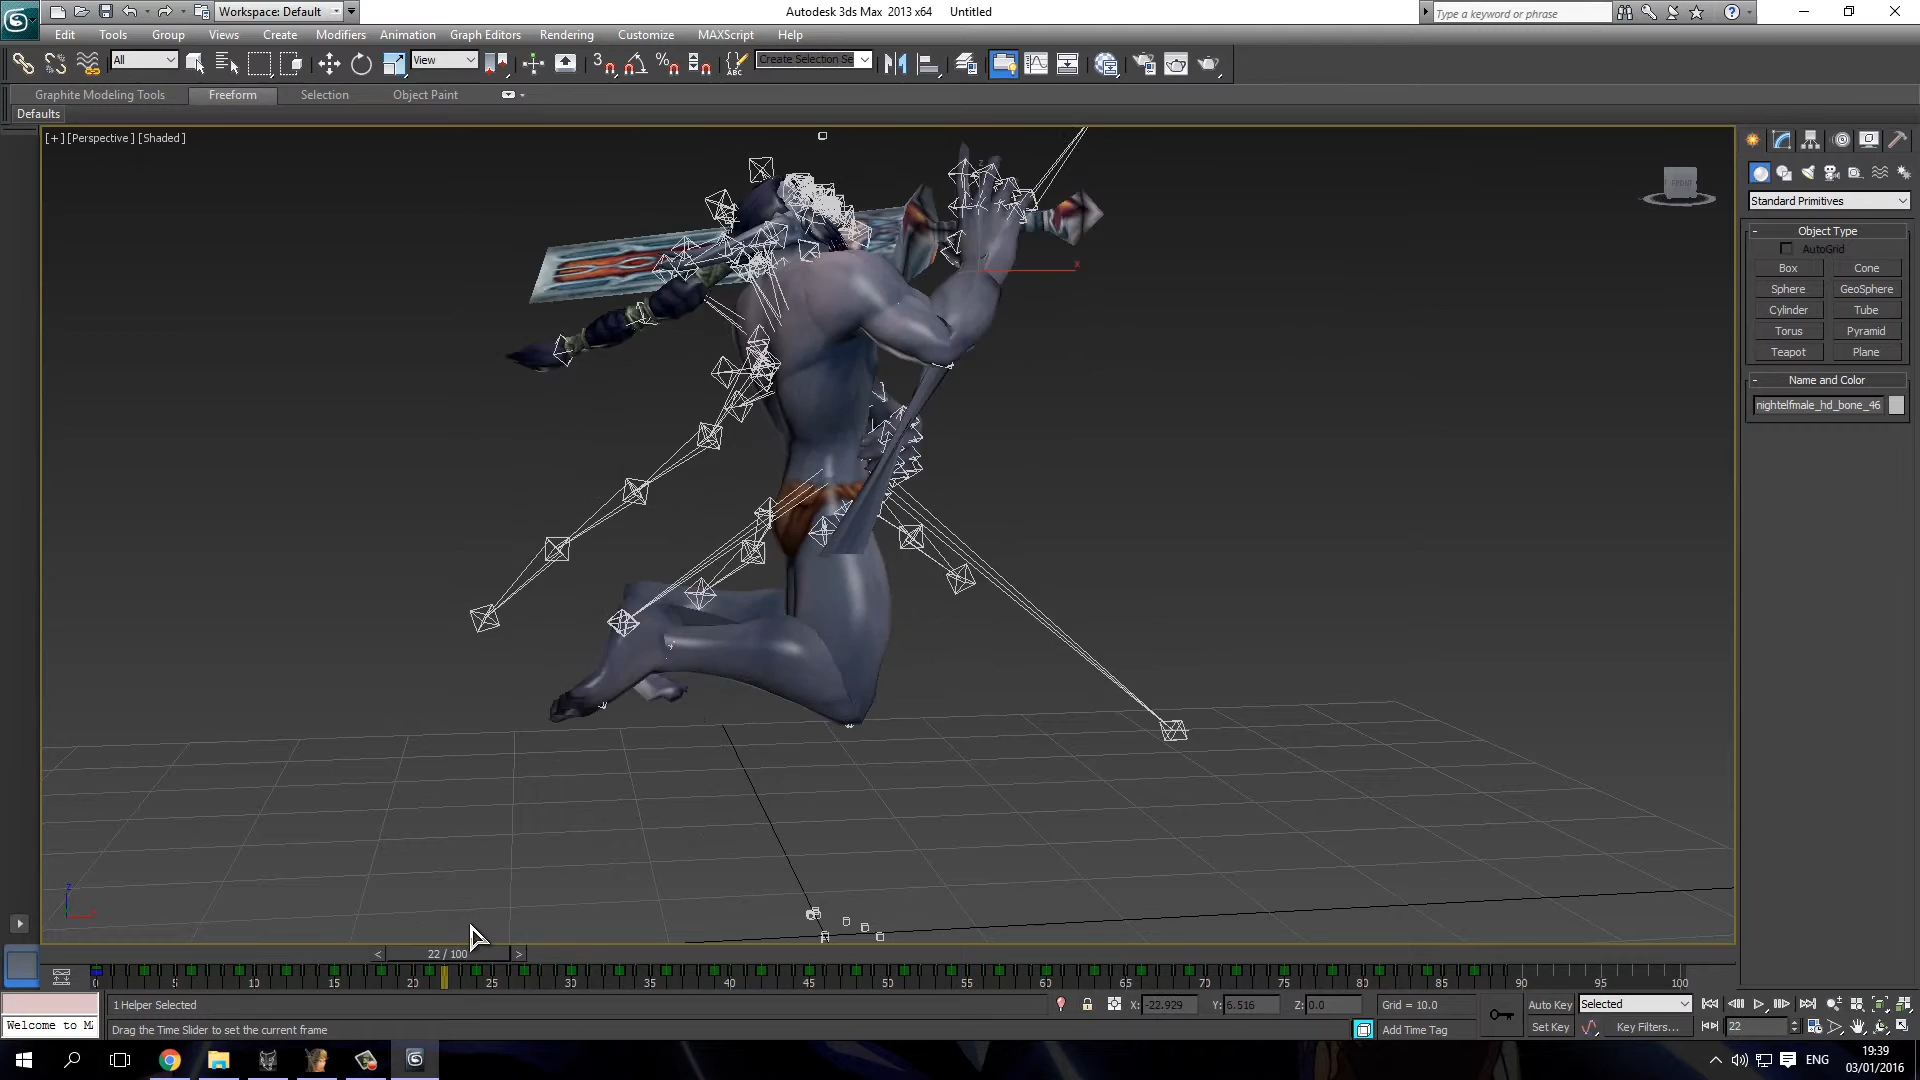 Workspace: Default
Autodesk 3ds Max 2013 x64 Untitled
Type a keyword or phrase
Edit Tools Group Views Create Modifiers Animation Graph Editors Rendering Customize MAXScript Help
All
View
Create Selection Se
Graphite Modeling Tools Freeform Selection Object Paint
Defaults
[+] [Perspective] [Shaded]
FRONT
Standard Primitives
- Object Type
AutoGrid
Box Cone
Sphere GeoSphere
Cylinder Tube
Torus Pyramid
Teapot Plane
- Name and Color
nightelfmale_hd_bone_46
z
x
z
< 22 / 100 >
0 5 10 15 20 25 30 35 40 45 50 55 60 65 70 75 80 85 90 95 100
1 Helper Selected
X: -22.929 Y: 6.516 Z: 0.0 Grid = 10.0
Auto Key Selected
Welcome to M
Drag the Time Slider to set the current frame
Add Time Tag
Set Key Key Filters...
22
ENG
19:39
03/01/2016